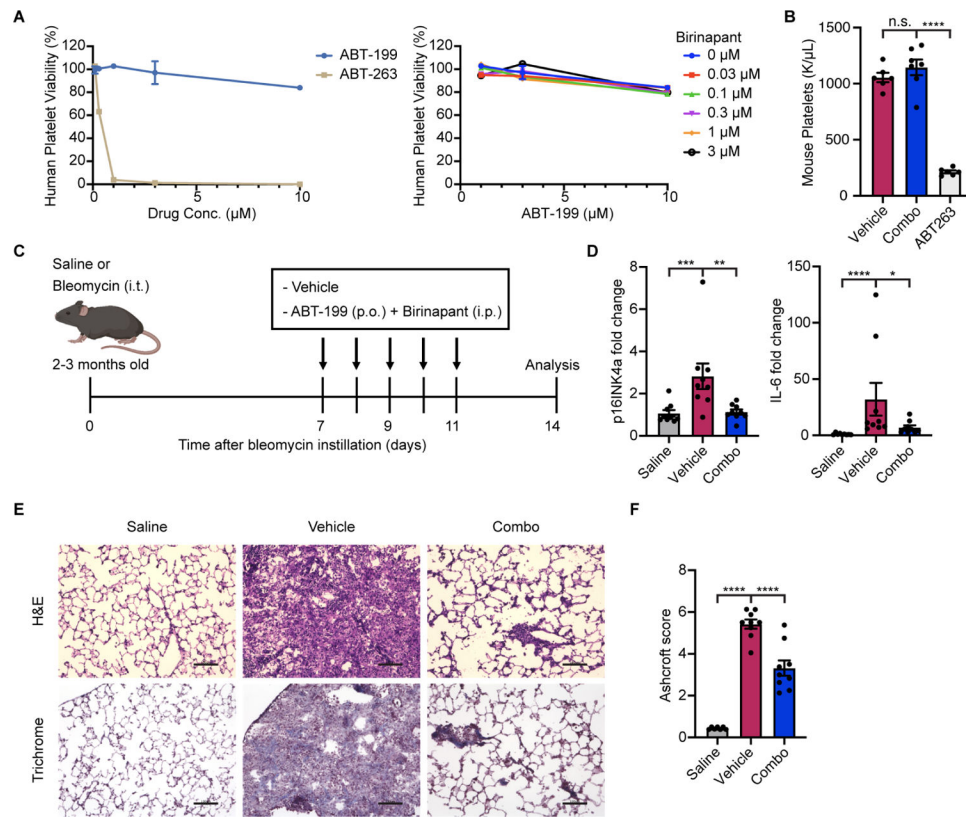 A
Human Platelet Viability (%)
120
100
80
60
40
20
0
0
5
10
Drug Conc. (µM)
ABT-199
ABT-263
Human Platelet Viability (%)
120
100
80
60
40
20
0
0
5
10
ABT-199 (µM)
Birinapant
0 µM
0.03 µM
0.1 µM
0.3 µM
1 µM
3 µM
B
n.s.
****
Mouse Platelets (K/µL)
1500
1000
500
0
Vehicle
Combo
ABT263
C
Saline or
Bleomycin (i.t.)
2-3 months old
- Vehicle
- ABT-199 (p.o.) + Birinapant (i.p.)
Analysis
0
7
9
11
14
Time after bleomycin instillation (days)
D
***
**
p16INK4a fold change
8
6
4
2
0
Saline
Vehicle
Combo
****
*
IL-6 fold change
150
100
50
0
Saline
Vehicle
Combo
E
Saline
Vehicle
Combo
H&E
Trichrome
F
****
****
Ashcroft score
8
6
4
2
0
Saline
Vehicle
Combo